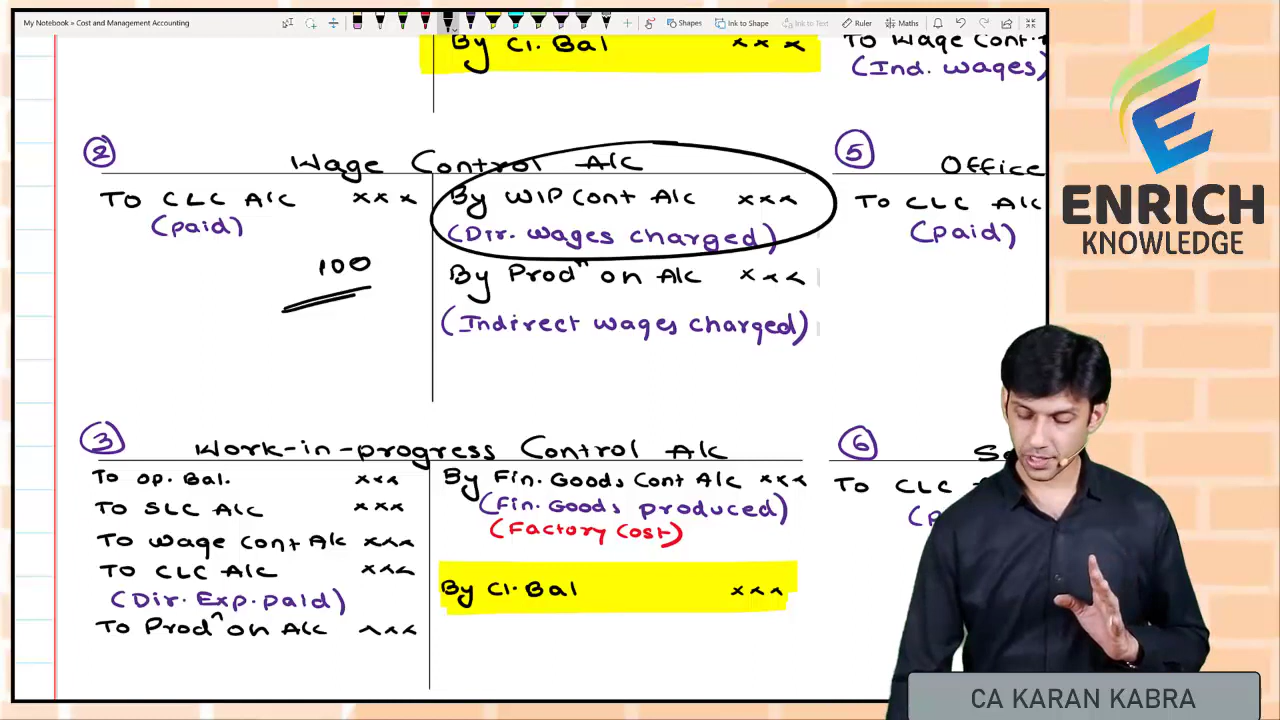 My Notebook » Cost and Management Accounting
Shapes
Ink to Shape
Ink to Text
Ruler
Maths
By Cl. Bal xxx
To Wage Cont.
(Ind. wages)
② Wage Control A/c
To CLC A/c xxx
(paid)
100
By WIP Cont A/c xxx
(Dir. wages charged)
By Prodⁿ oh A/c xxx
(Indirect wages charged)
⑤ Office
To CLC A/c
(paid)
③ Work-in-progress Control A/c
To Op. Bal. xxx
To SLC A/c xxx
To Wage Cont A/c xxx
To CLC A/c xxx
(Dir. Exp. paid)
To Prodⁿ oh A/c xxx
By Fin. Goods Cont A/c xxx
(Fin. Goods produced)
(Factory Cost)
By Cl. Bal xxx
⑥
To CLC
ENRICH
KNOWLEDGE
CA KARAN KABRA